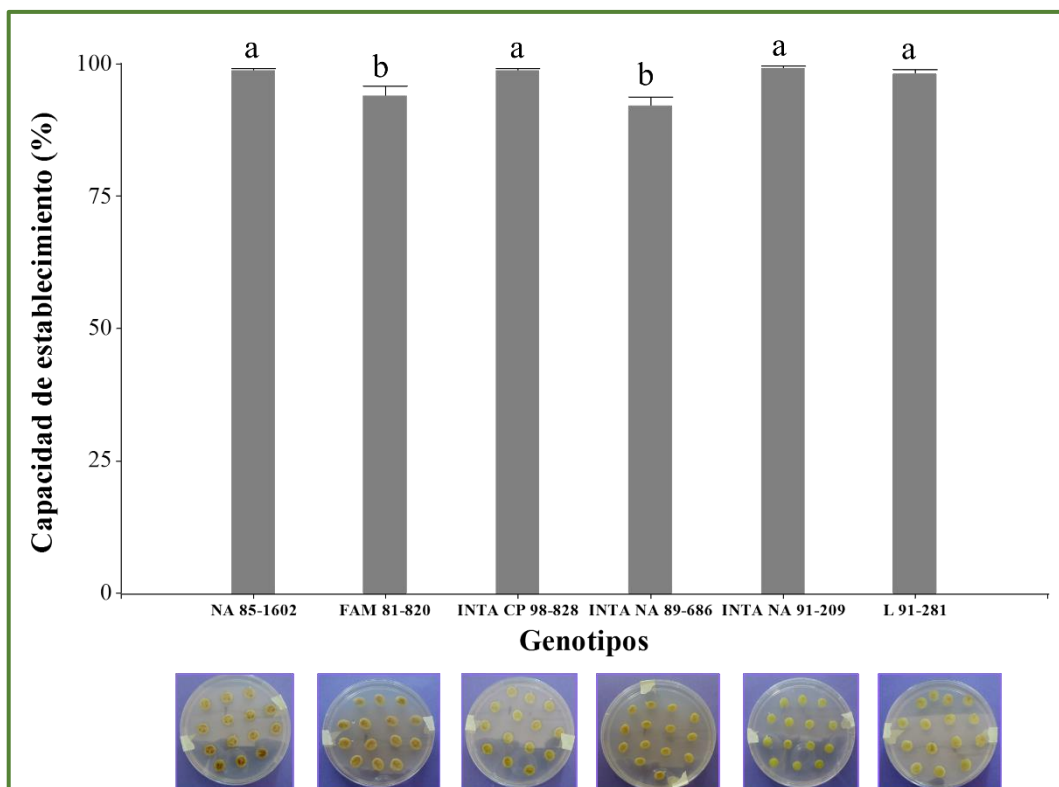 a b a b a a
100
75
50
25
0
Capacidad de establecimiento (%)
NA 85-1602 FAM 81-820 INTA CP 98-828 INTA NA 89-686 INTA NA 91-209 L 91-281
Genotipos